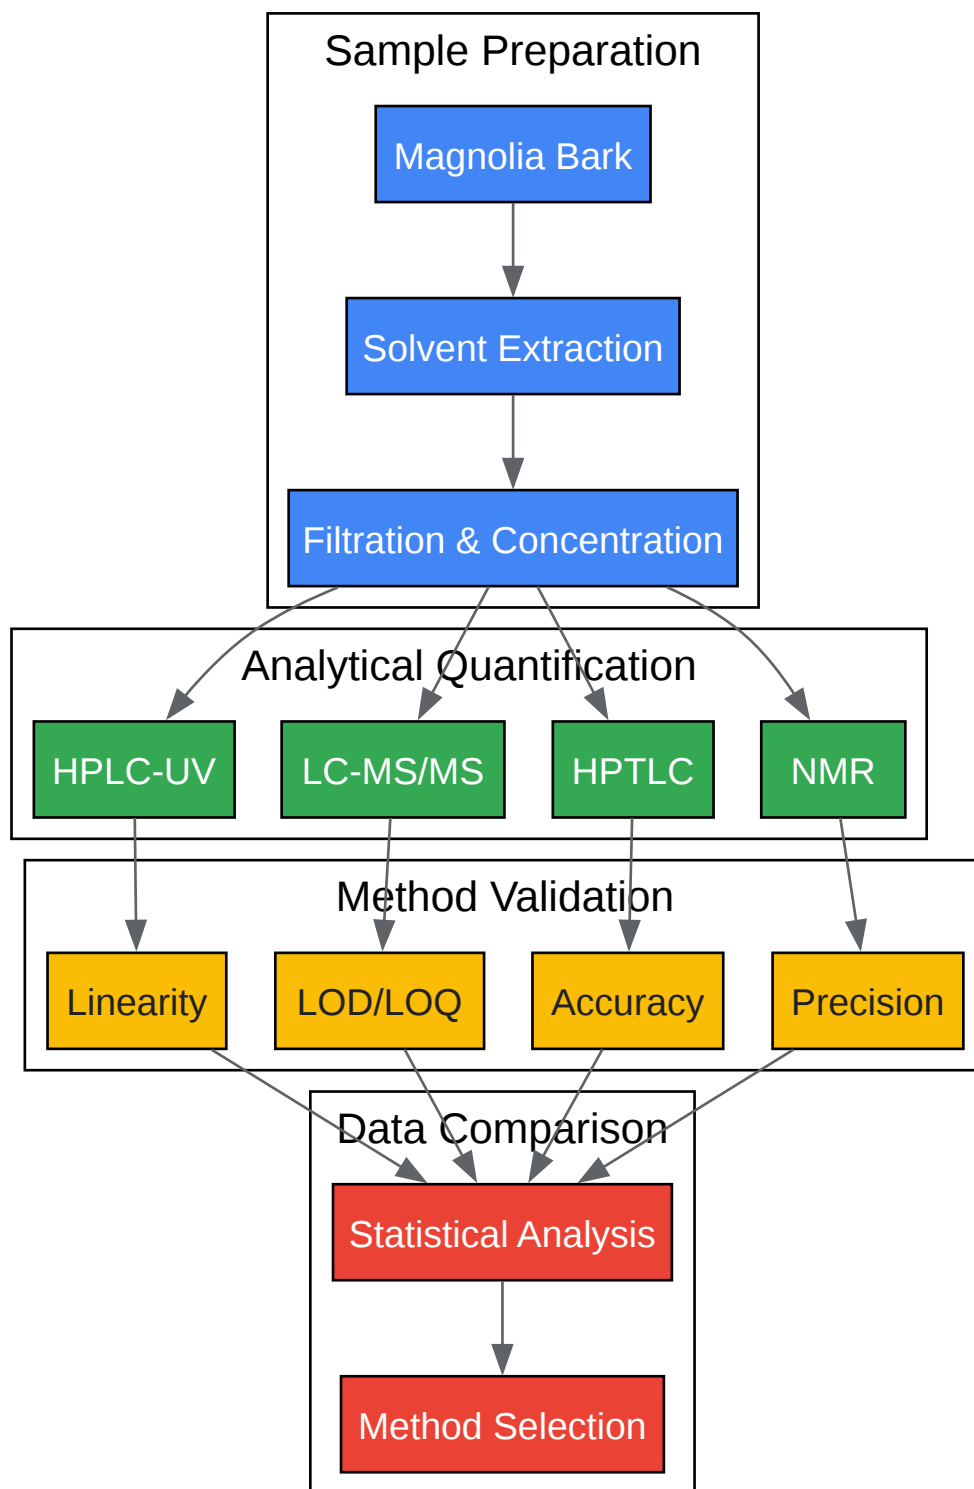 Sample Preparation
Magnolia Bark
Solvent Extraction
Filtration & Concentration
Analytical Quantification
HPLC-UV
LC-MS/MS
HPTLC
NMR
Method Validation
Linearity
LOD/LOQ
Accuracy
Precision
Data Comparison
Statistical Analysis
Method Selection